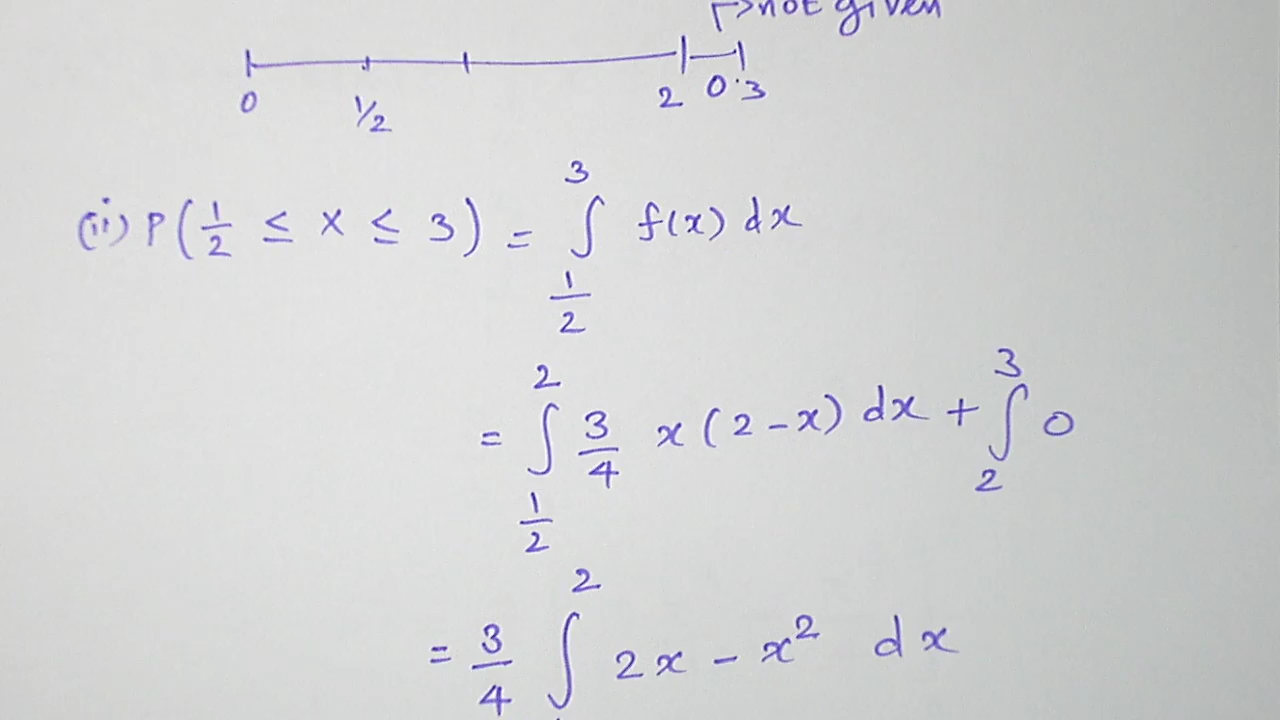 not given
0 1/2 2 0.3
(ii) P(1/2 ≤ x ≤ 3) = ∫_{1/2}^{3} f(x) dx
= ∫_{1/2}^{2} 3/4 x(2-x) dx + ∫_{2}^{3} 0
= 3/4 ∫^{2} 2x - x² dx